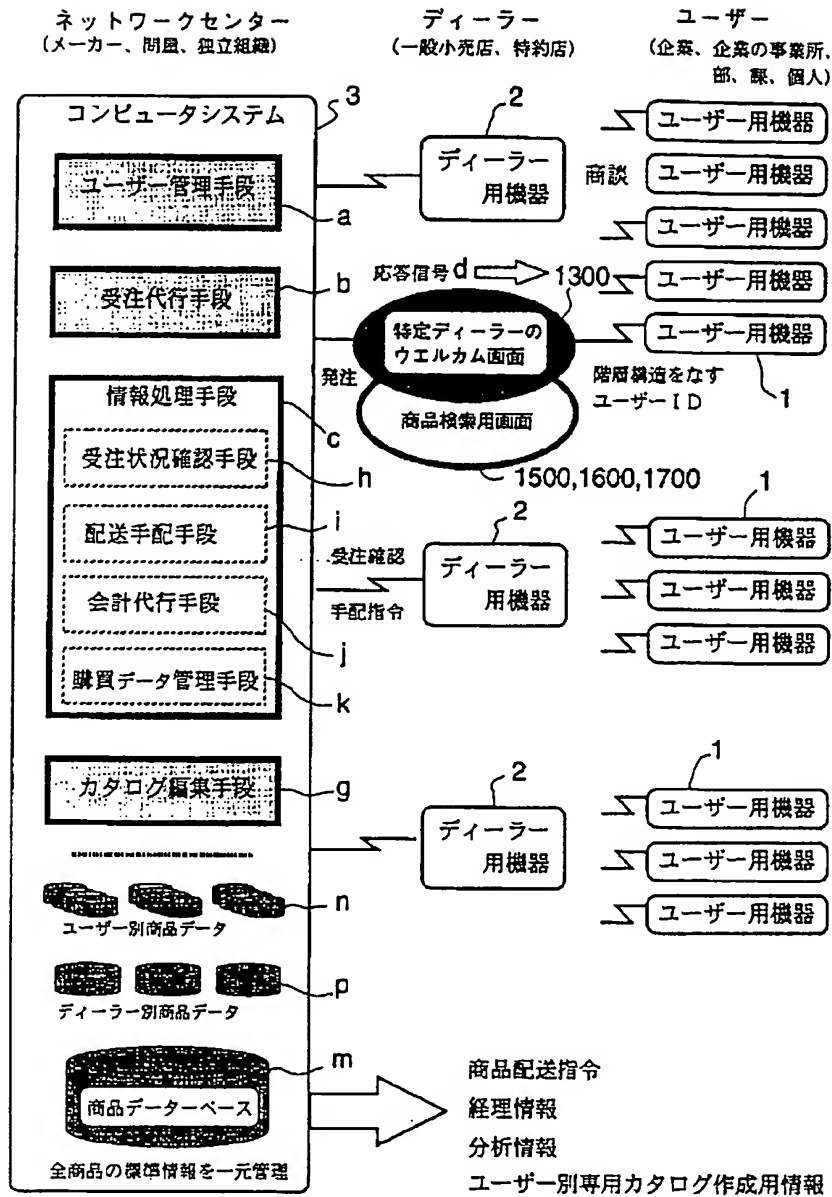 ネットワークセンター
(メーカー、問屋、独立組織)
ディーラー
(一般小売店、特約店)
ユーザー
(企業、企業の事業所、
部、課、個人)
コンピュータシステム
3
ユーザー管理手段
a
受注代行手段
b
情報処理手段
c
受注状況確認手段
h
配送手配手段
i
会計代行手段
j
購買データ管理手段
k
カタログ編集手段
g
ユーザー別商品データ
n
ディーラー別商品データ
p
商品データーベース
m
全商品の標準情報を一元管理
2
ディーラー
用機器
商談
応答信号d
1300
特定ディーラーの
ウエルカム画面
発注
商品検索用画面
階層構造をなす
ユーザーID
1500,1600,1700
受注確認
手配指令
2
ディーラー
用機器
2
ディーラー
用機器
ユーザー用機器
ユーザー用機器
ユーザー用機器
ユーザー用機器
ユーザー用機器
1
1
ユーザー用機器
ユーザー用機器
ユーザー用機器
1
ユーザー用機器
ユーザー用機器
ユーザー用機器
商品配送指令
経理情報
分析情報
ユーザー別専用カタログ作成用情報